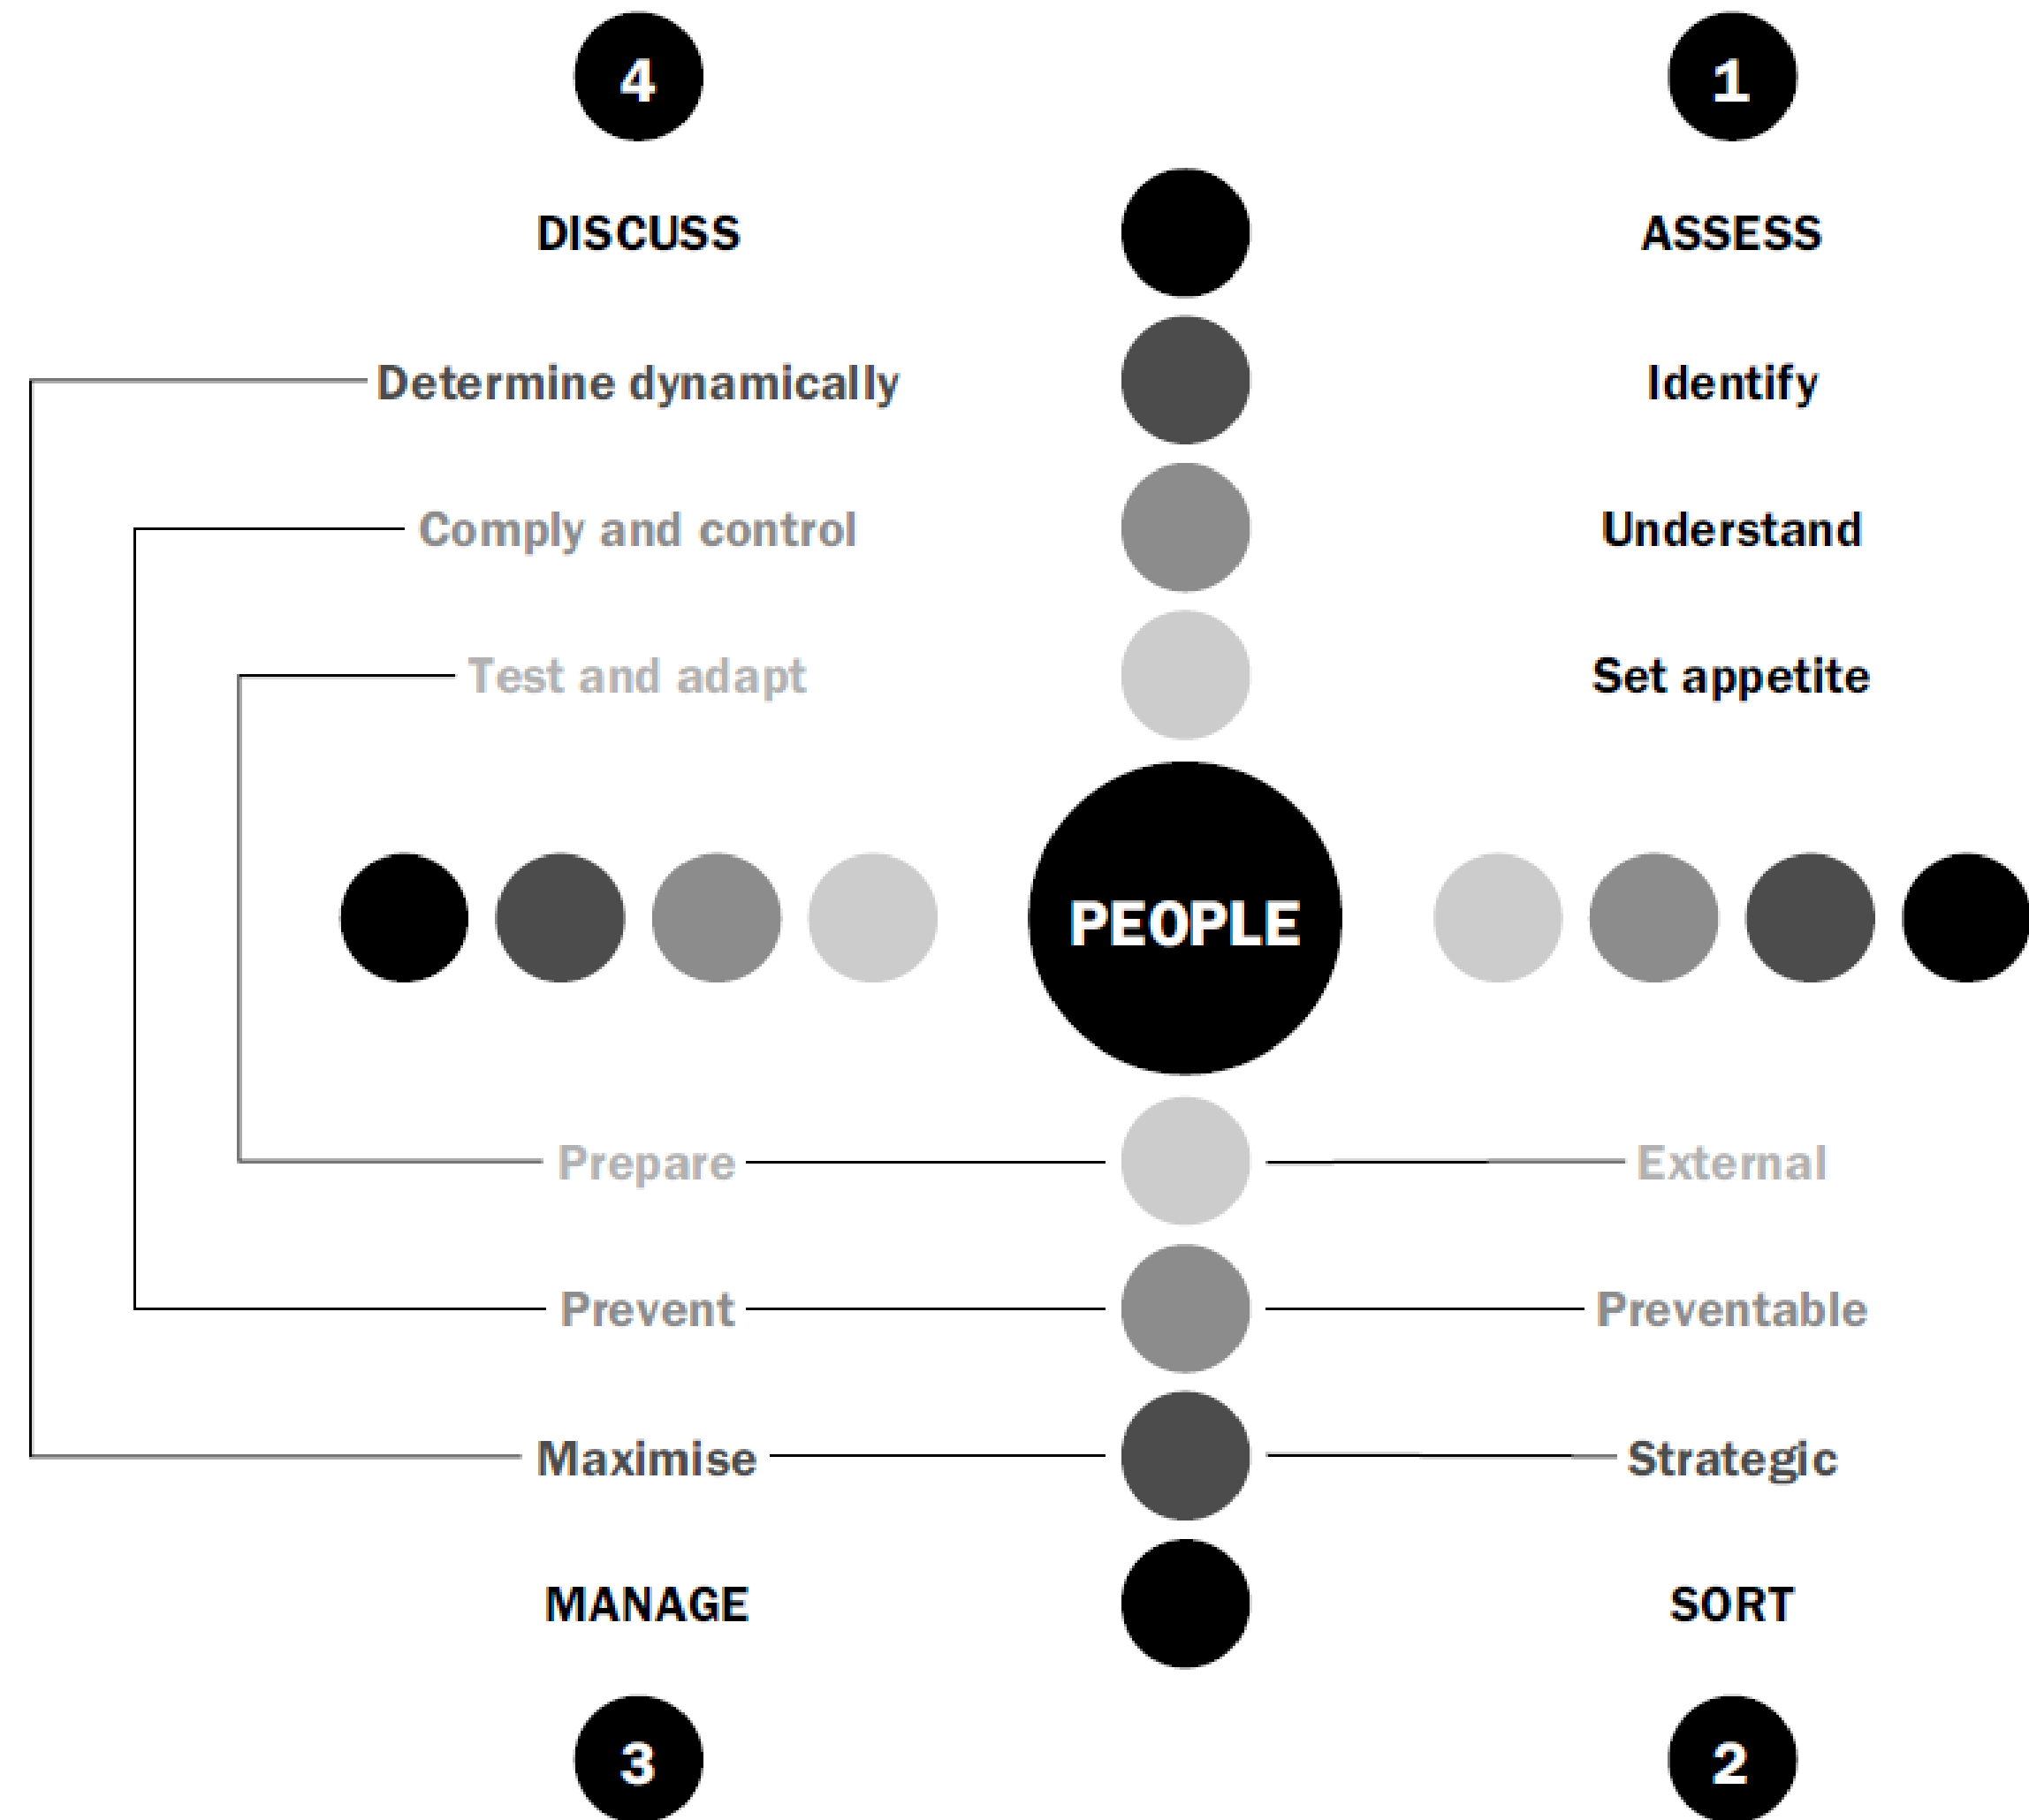 4
1
DISCUSS
ASSESS
Determine dynamically
Identify
Comply and control
Understand
Test and adapt
Set appetite
PEOPLE
Prepare
External
Prevent
Preventable
Maximise
Strategic
MANAGE
SORT
3
2